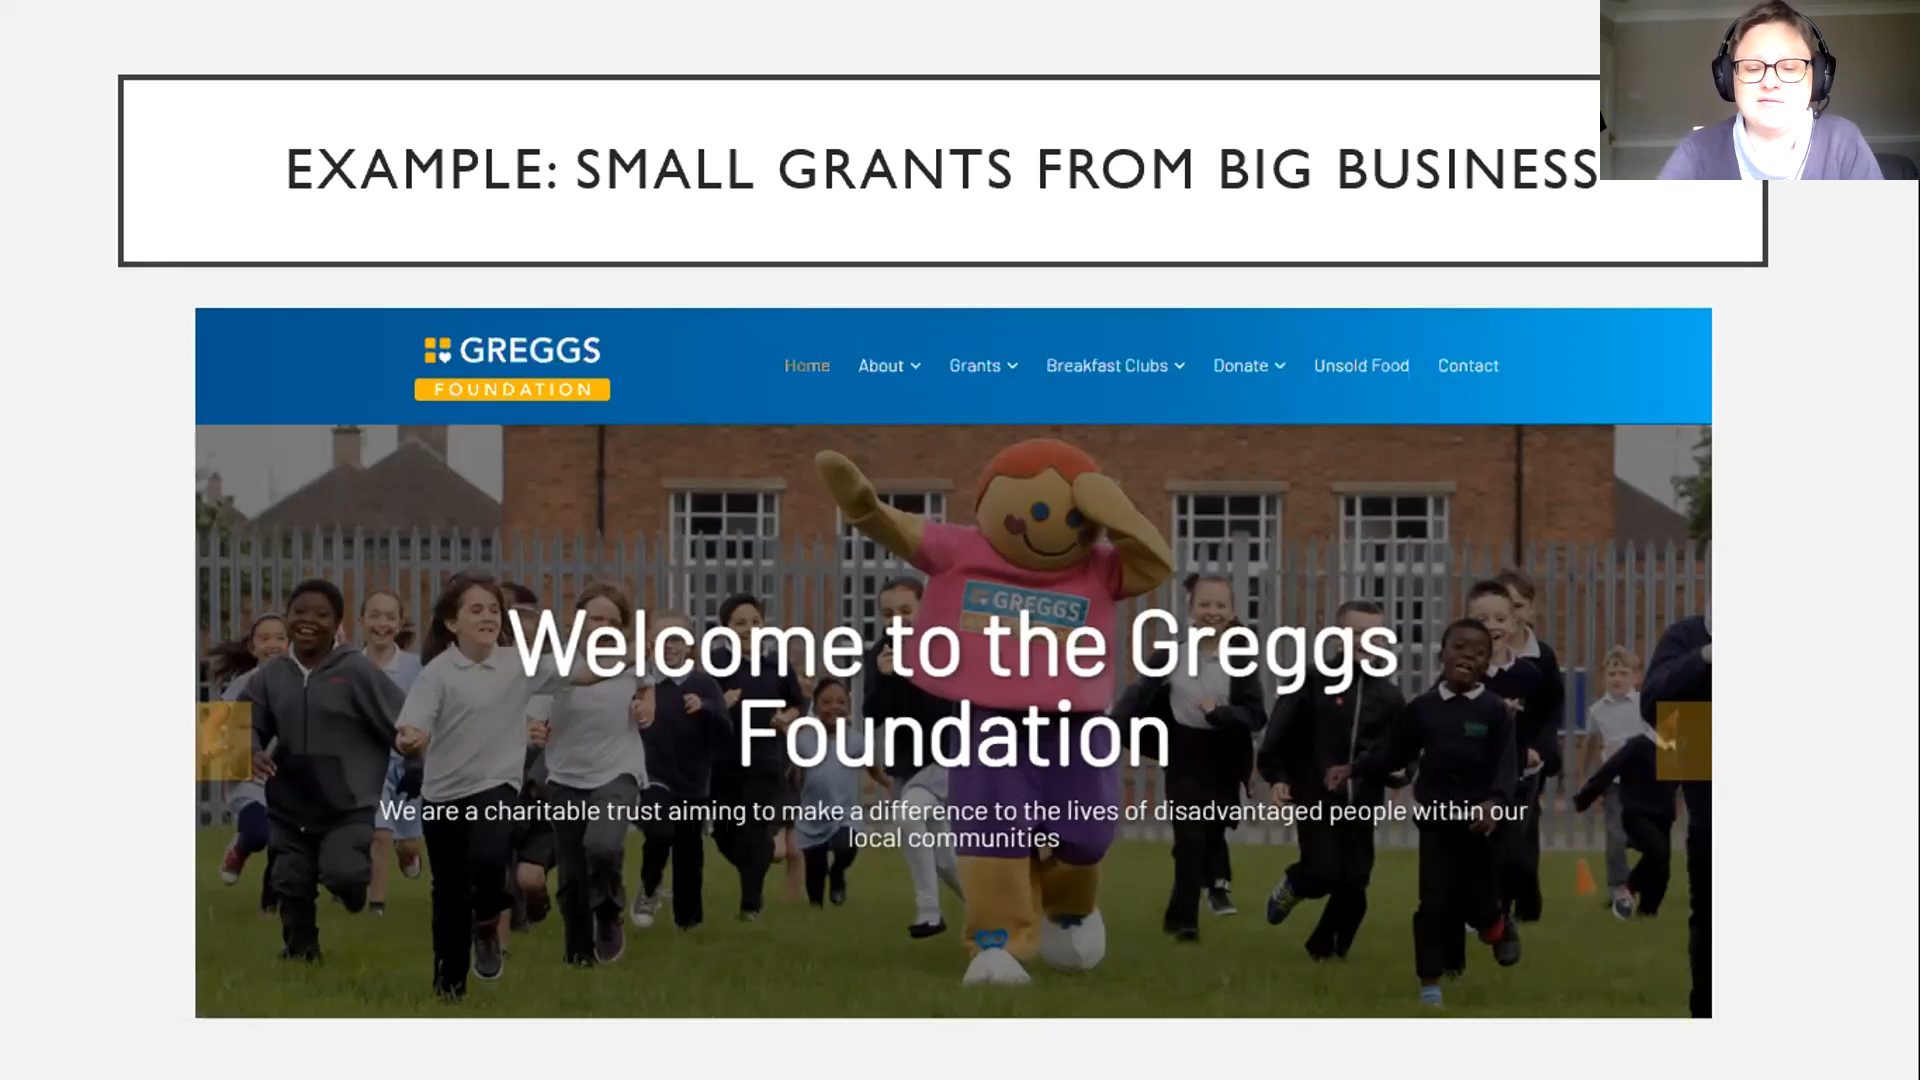 EXAMPLE: SMALL GRANTS FROM BIG BUSINESS
GREGGS
FOUNDATION
Home About Grants Breakfast Clubs Donate Unsold Food Contact
GREGGS
Welcome to the Greggs
Foundation
We are a charitable trust aiming to make a difference to the lives of disadvantaged people within our
local communities